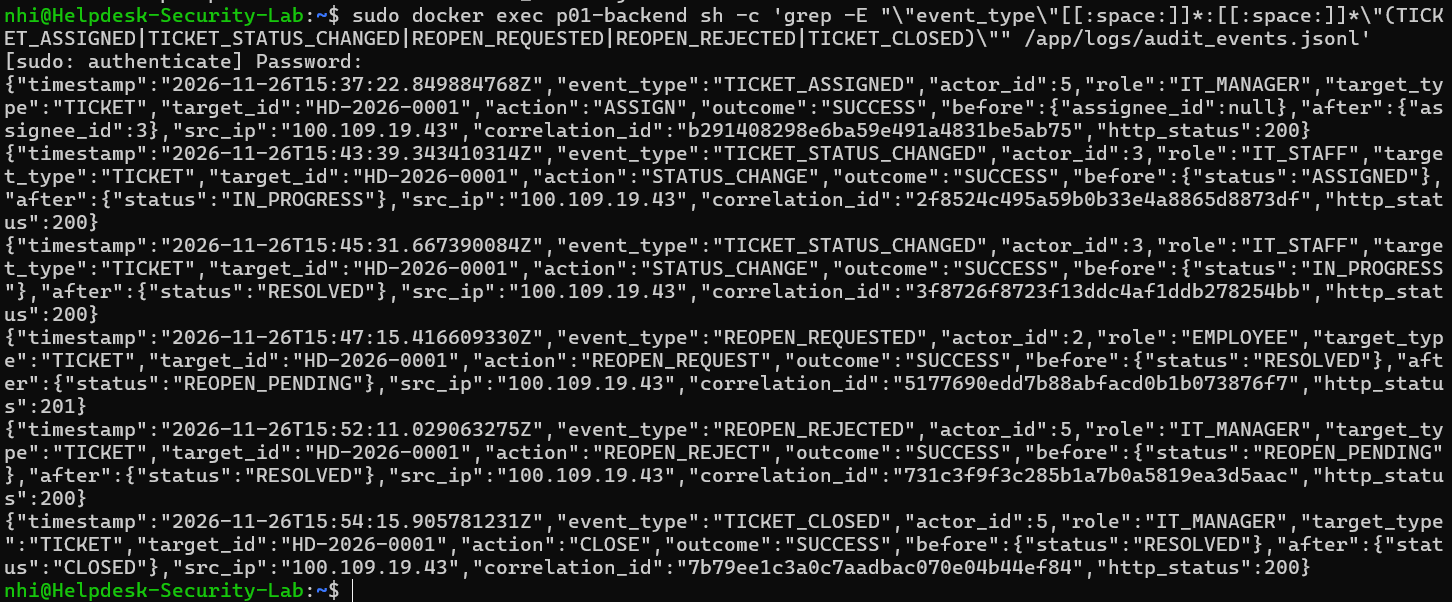 nhi@Helpdesk-Security-Lab:~$ sudo docker exec p01-backend sh -c 'grep -E "\"event_type\"[[:space:]]*:[[:space:]]*\"(TICK
ET_ASSIGNED|TICKET_STATUS_CHANGED|REOPEN_REQUESTED|REOPEN_REJECTED|TICKET_CLOSED)\"" /app/logs/audit_events.jsonl'
[sudo: authenticate] Password:
{"timestamp":"2026-11-26T15:37:22.849884768Z","event_type":"TICKET_ASSIGNED","actor_id":5,"role":"IT_MANAGER","target_ty
pe":"TICKET","target_id":"HD-2026-0001","action":"ASSIGN","outcome":"SUCCESS","before":{"assignee_id":null},"after":{"as
signee_id":3},"src_ip":"100.109.19.43","correlation_id":"b291408298e6ba59e491a4831be5ab75","http_status":200}
{"timestamp":"2026-11-26T15:43:39.343410314Z","event_type":"TICKET_STATUS_CHANGED","actor_id":3,"role":"IT_STAFF","targe
t_type":"TICKET","target_id":"HD-2026-0001","action":"STATUS_CHANGE","outcome":"SUCCESS","before":{"status":"ASSIGNED"},
"after":{"status":"IN_PROGRESS"},"src_ip":"100.109.19.43","correlation_id":"2f8524c495a59b0b33e4a8865d8873df","http_stat
us":200}
{"timestamp":"2026-11-26T15:45:31.667390084Z","event_type":"TICKET_STATUS_CHANGED","actor_id":3,"role":"IT_STAFF","targe
t_type":"TICKET","target_id":"HD-2026-0001","action":"STATUS_CHANGE","outcome":"SUCCESS","before":{"status":"IN_PROGRESS
"},"after":{"status":"RESOLVED"},"src_ip":"100.109.19.43","correlation_id":"3f8726f8723f13ddc4af1ddb278254bb","http_stat
us":200}
{"timestamp":"2026-11-26T15:47:15.416609330Z","event_type":"REOPEN_REQUESTED","actor_id":2,"role":"EMPLOYEE","target_typ
e":"TICKET","target_id":"HD-2026-0001","action":"REOPEN_REQUEST","outcome":"SUCCESS","before":{"status":"RESOLVED"},"aft
er":{"status":"REOPEN_PENDING"},"src_ip":"100.109.19.43","correlation_id":"5177690edd7b88abfacd0b1b073876f7","http_statu
s":201}
{"timestamp":"2026-11-26T15:52:11.029063275Z","event_type":"REOPEN_REJECTED","actor_id":5,"role":"IT_MANAGER","target_ty
pe":"TICKET","target_id":"HD-2026-0001","action":"REOPEN_REJECT","outcome":"SUCCESS","before":{"status":"REOPEN_PENDING"
},"after":{"status":"RESOLVED"},"src_ip":"100.109.19.43","correlation_id":"731c3f9f3c285b1a7b0a5819ea3d5aac","http_statu
s":200}
{"timestamp":"2026-11-26T15:54:15.905781231Z","event_type":"TICKET_CLOSED","actor_id":5,"role":"IT_MANAGER","target_type
":"TICKET","target_id":"HD-2026-0001","action":"CLOSE","outcome":"SUCCESS","before":{"status":"RESOLVED"},"after":{"stat
us":"CLOSED"},"src_ip":"100.109.19.43","correlation_id":"7b79ee1c3a0c7aadbac070e04b44ef84","http_status":200}
nhi@Helpdesk-Security-Lab:~$